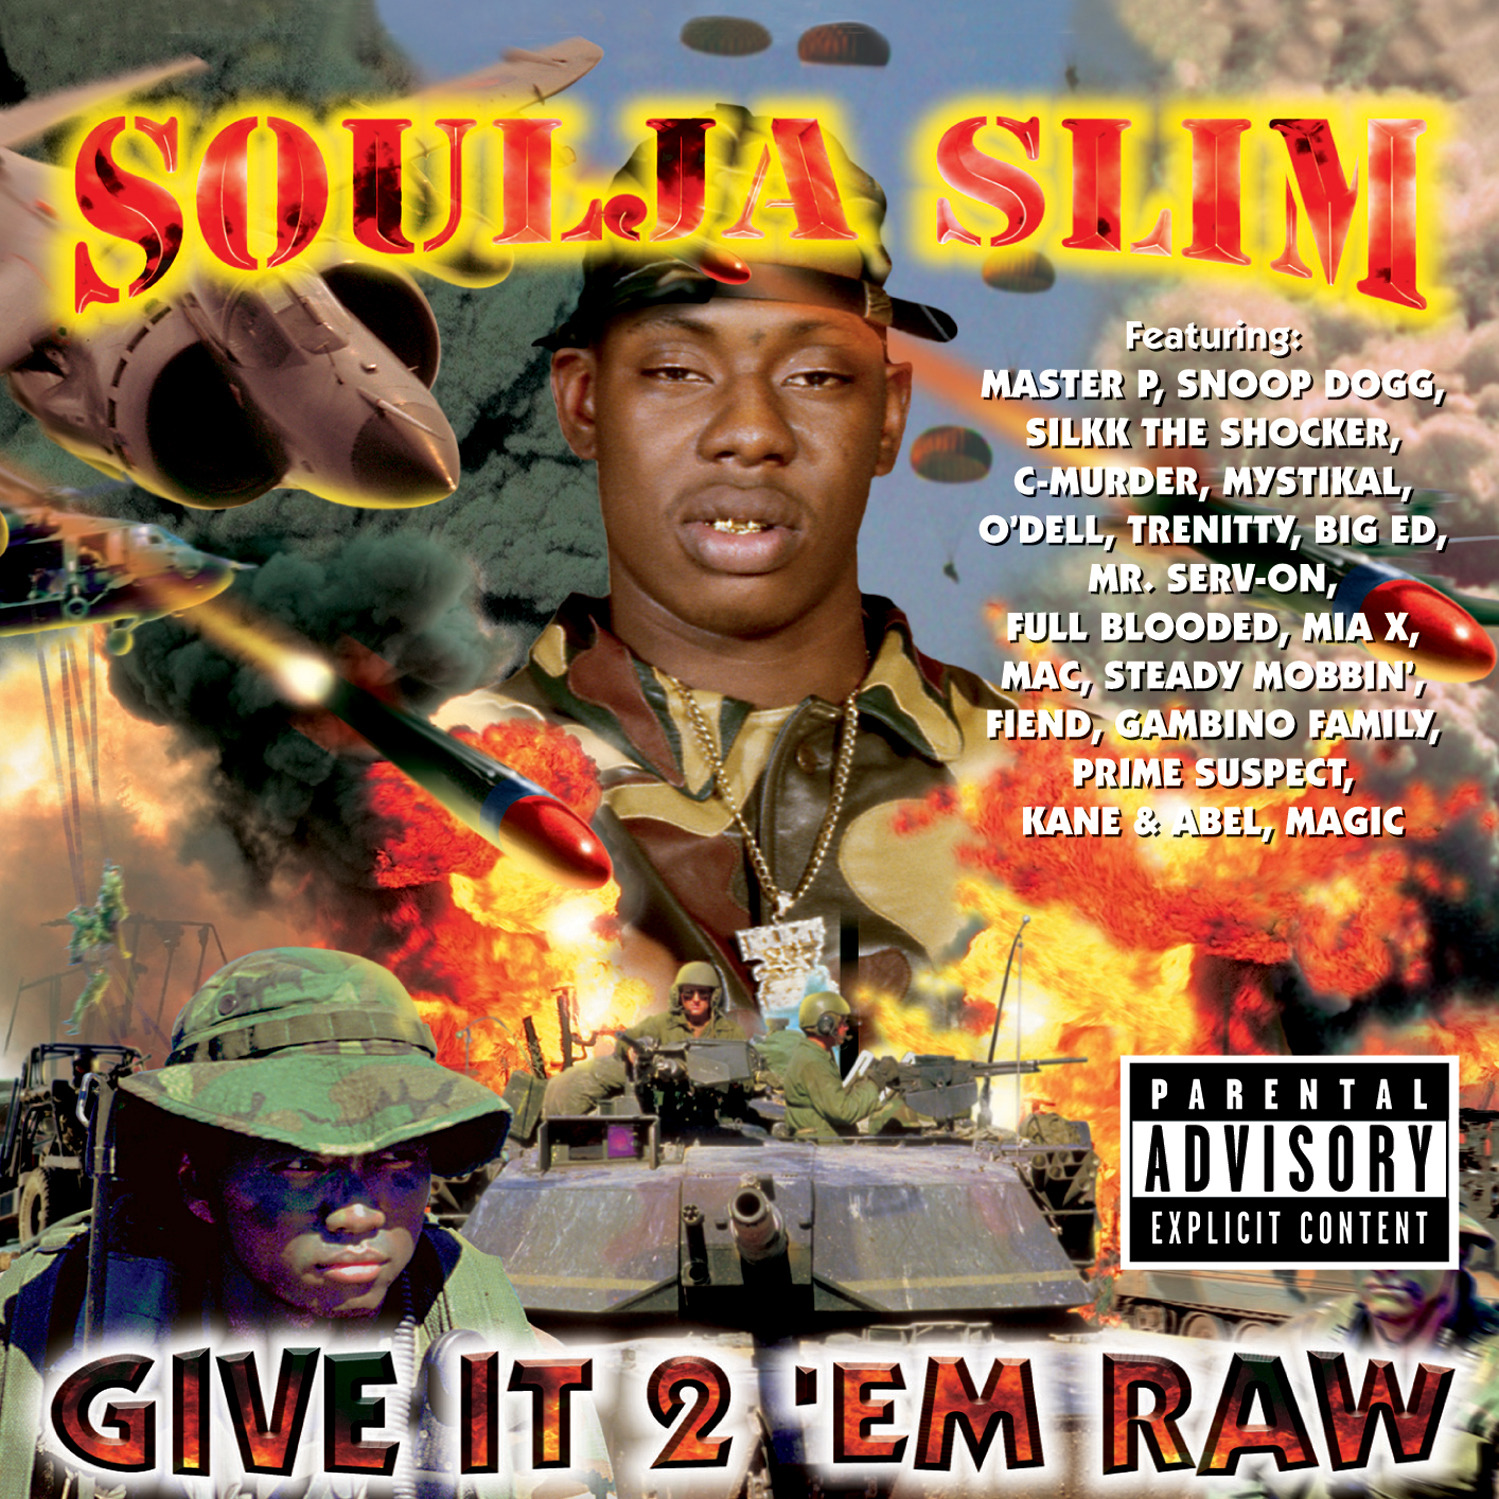 SOULJA SLIM
Featuring:
MASTER P, SNOOP DOGG,
SILKK THE SHOCKER,
C-MURDER, MYSTIKAL,
O'DELL, TRENITTY, BIG ED,
MR. SERV-ON,
FULL BLOODED, MIA X,
MAC, STEADY MOBBIN',
FIEND, GAMBINO FAMILY,
PRIME SUSPECT,
KANE & ABEL, MAGIC
PARENTAL
ADVISORY
EXPLICIT CONTENT
GIVE IT 2 'EM RAW